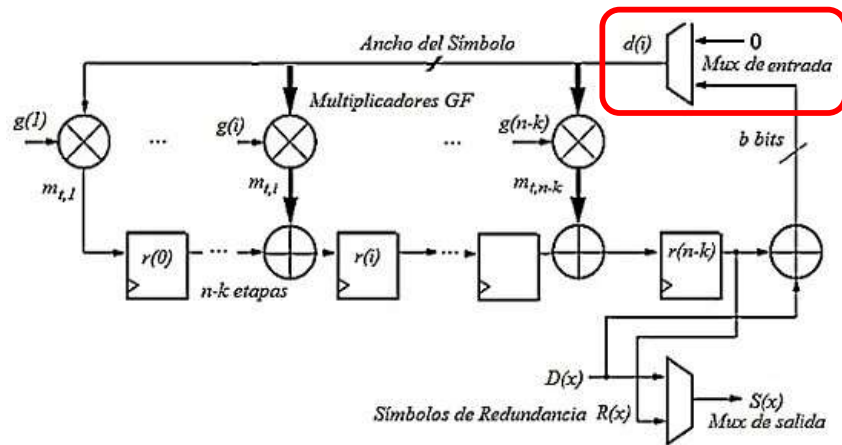 Ancho del Símbolo
d(i)
0
Mux de entrada
g(1)
...
g(i)
Multiplicadores GF
...
g(n-k)
b bits
m_{t,1}
m_{t,i}
m_{t,n-k}
r(0)
...
r(i)
...
r(n-k)
n-k etapas
D(x)
Símbolos de Redundancia R(x)
S(x)
Mux de salida